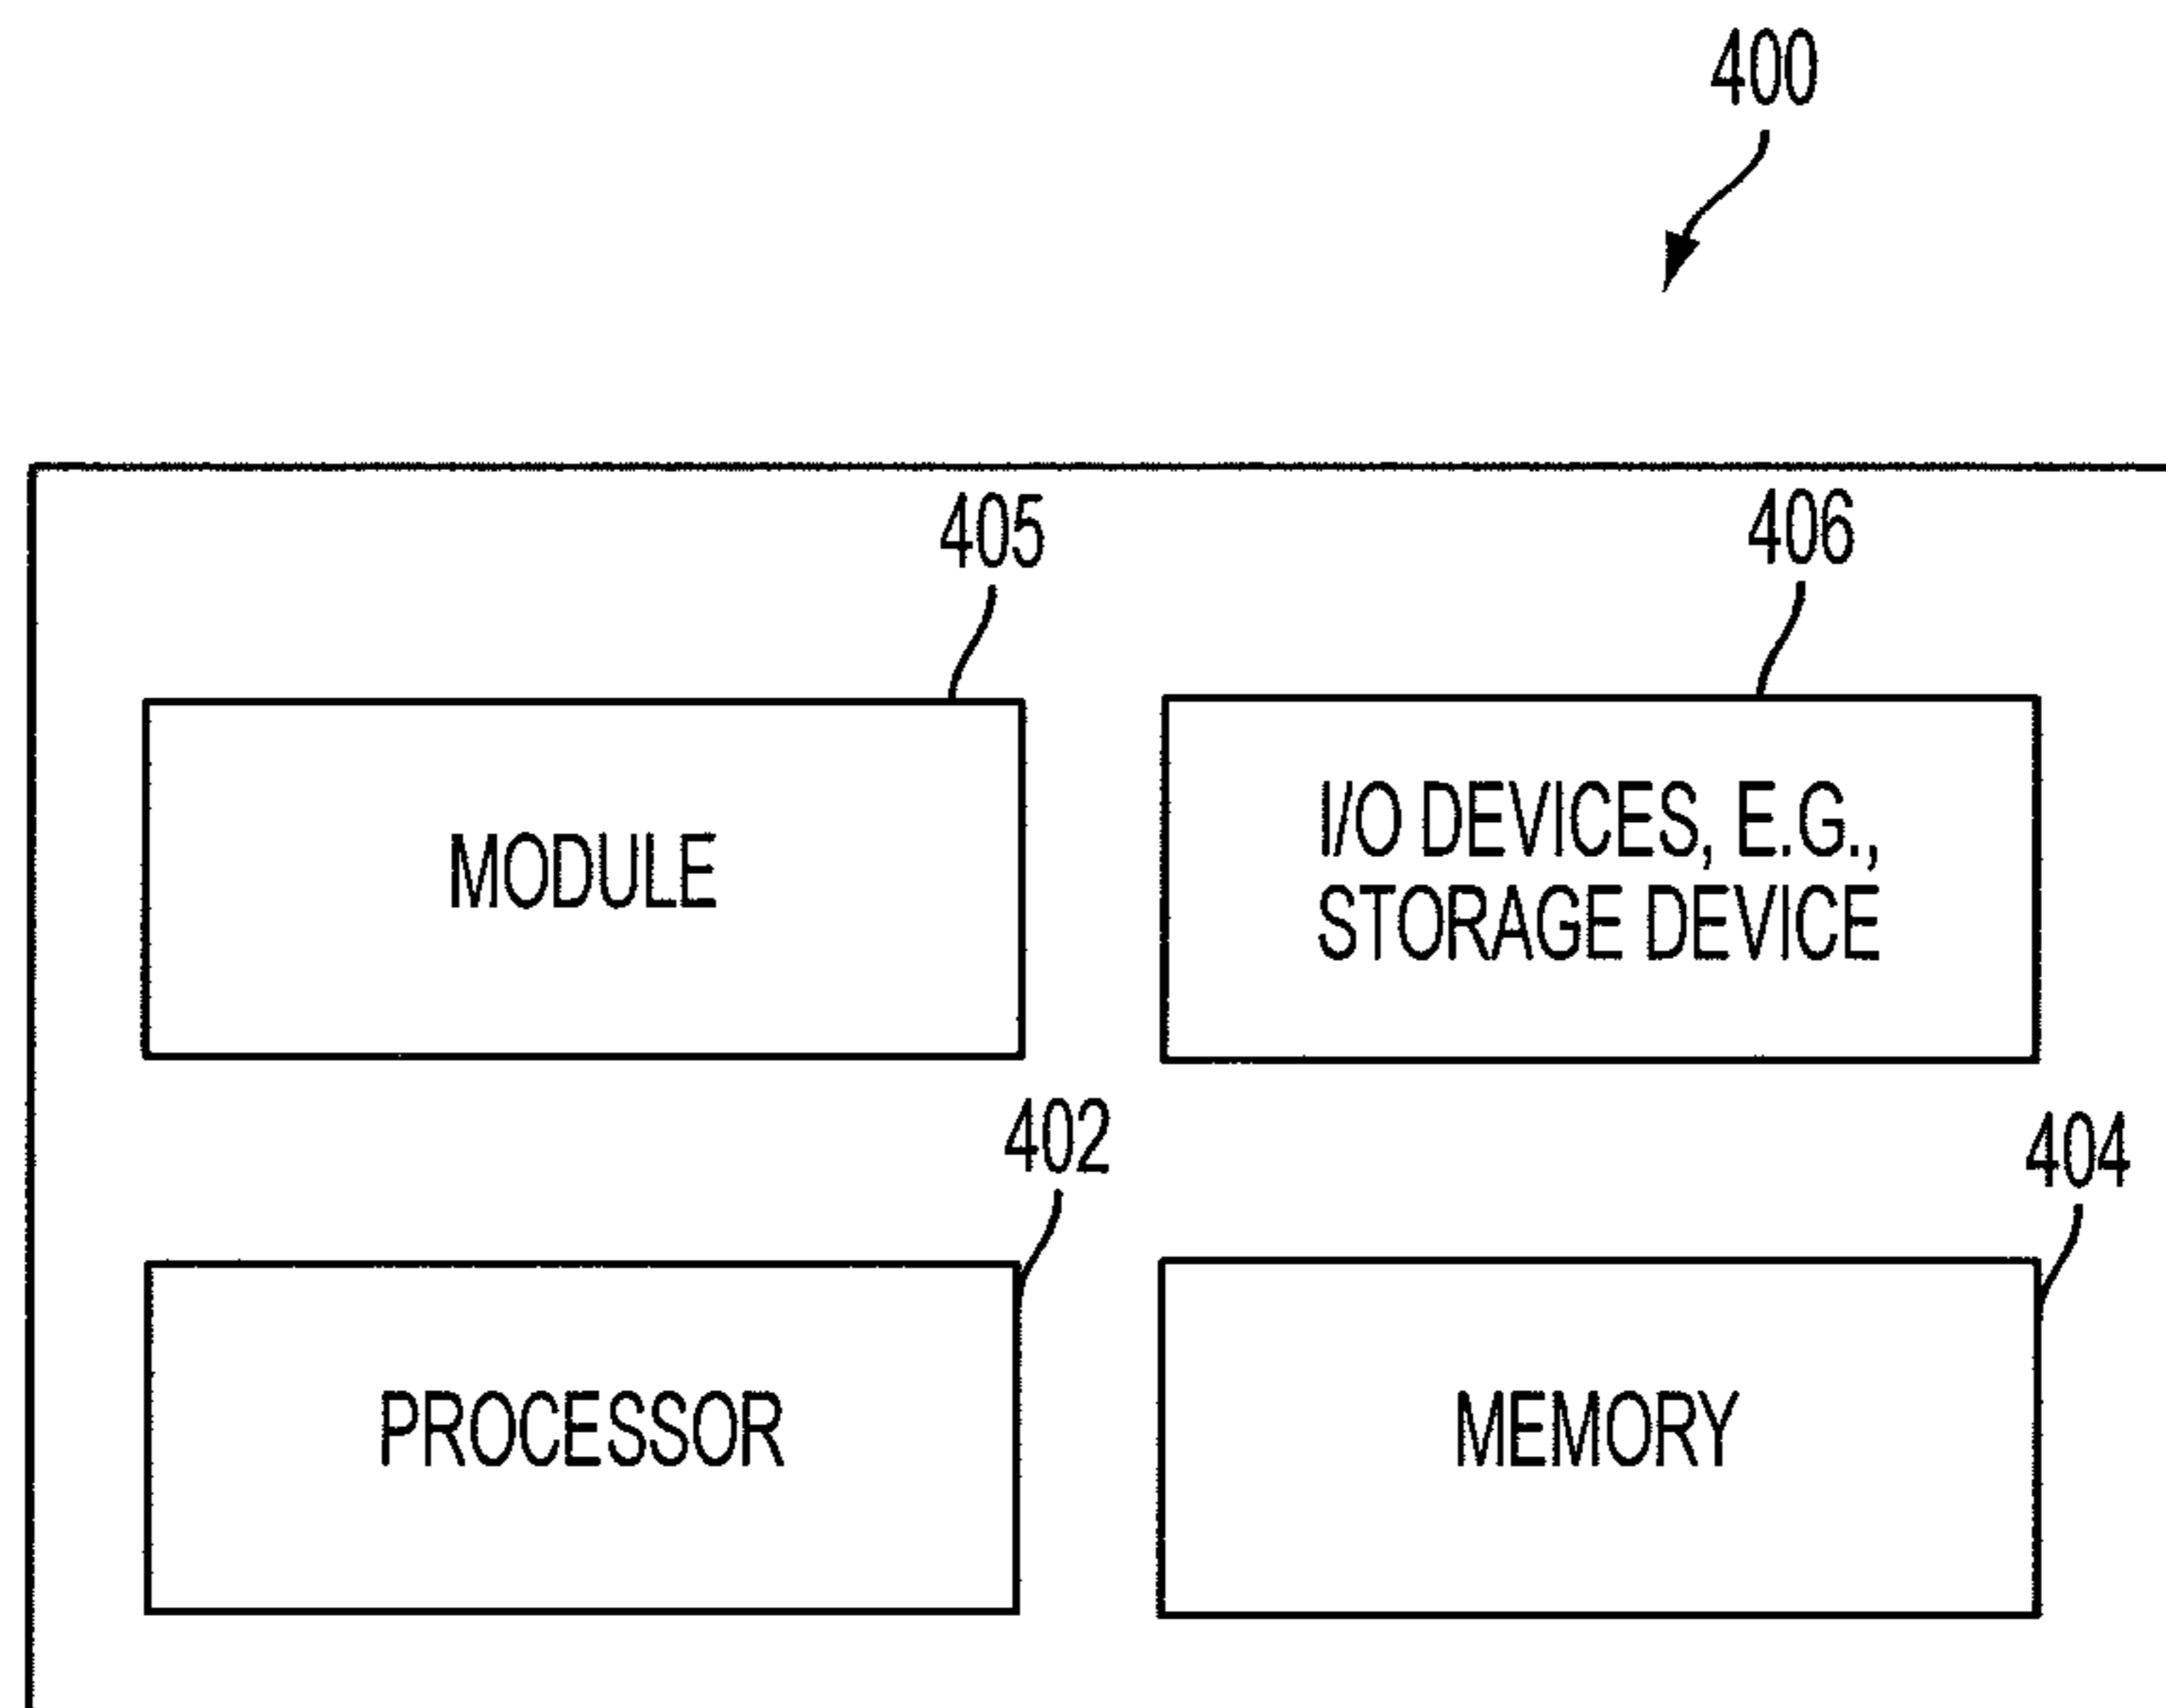 400
405
406
MODULE
I/O DEVICES, E.G.,
STORAGE DEVICE
402
404
PROCESSOR
MEMORY